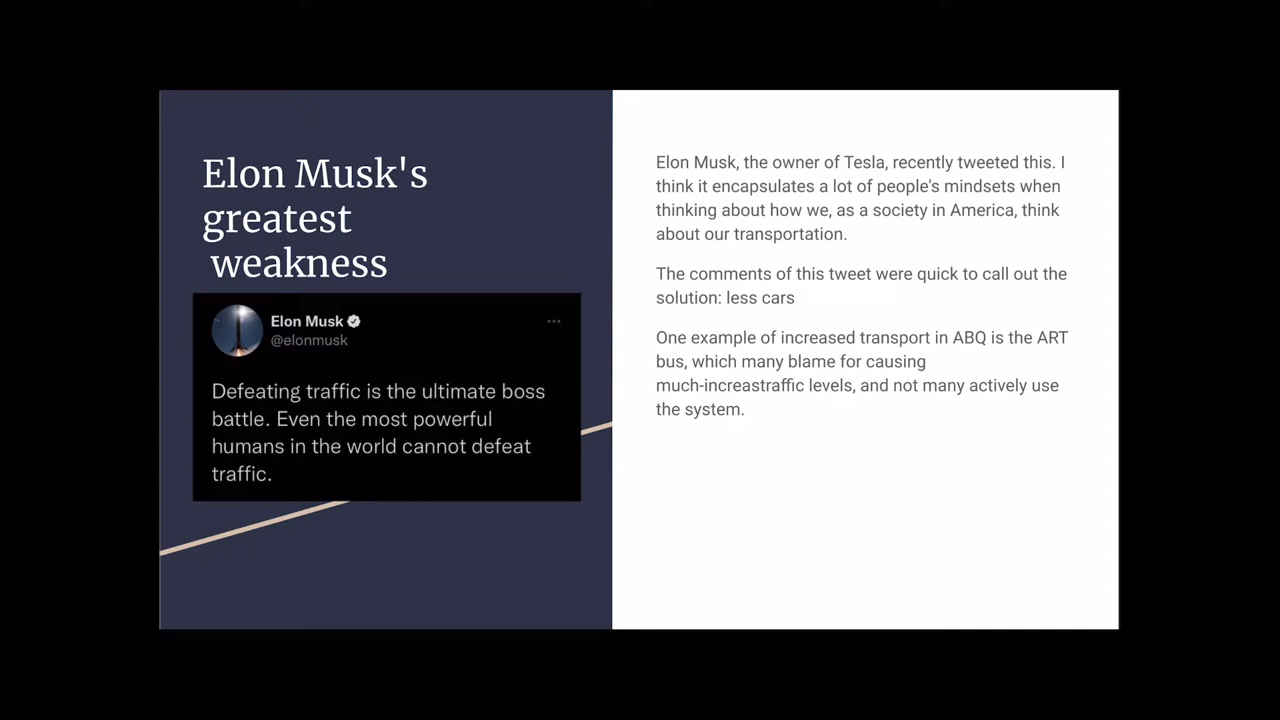 Elon Musk's
greatest
weakness
Elon Musk
@elonmusk
Defeating traffic is the ultimate boss
battle. Even the most powerful
humans in the world cannot defeat
traffic.
Elon Musk, the owner of Tesla, recently tweeted this. I
think it encapsulates a lot of people's mindsets when
thinking about how we, as a society in America, think
about our transportation.
The comments of this tweet were quick to call out the
solution: less cars
One example of increased transport in ABQ is the ART
bus, which many blame for causing
much-increastraffic levels, and not many actively use
the system.